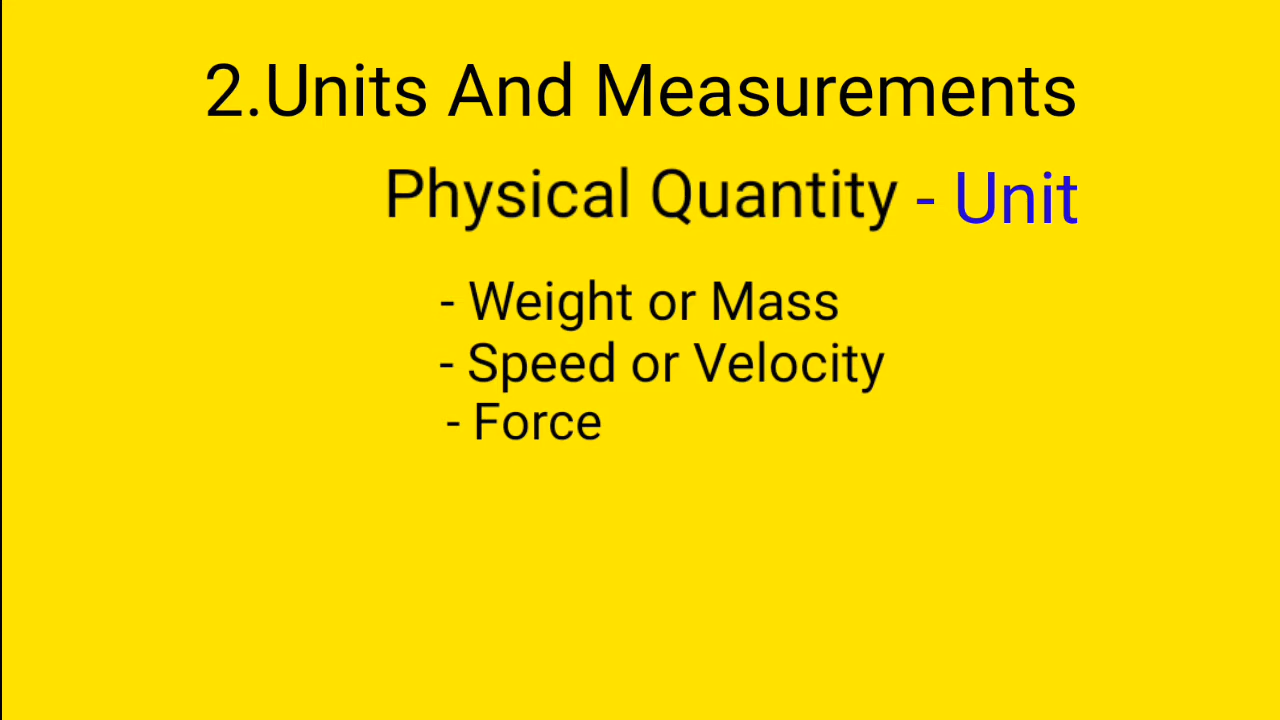 2.Units And Measurements
Physical Quantity - Unit
- Weight or Mass
- Speed or Velocity
- Force